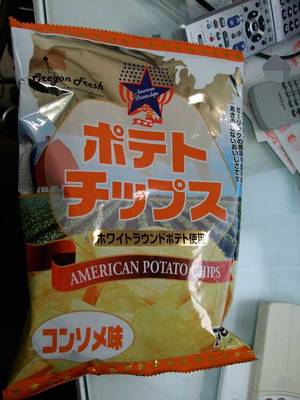 Oregon Fresh
American
ポテト
チップス
ホワイトラウンドポテト使用
AMERICAN POTATO CHIPS
コンソメ味